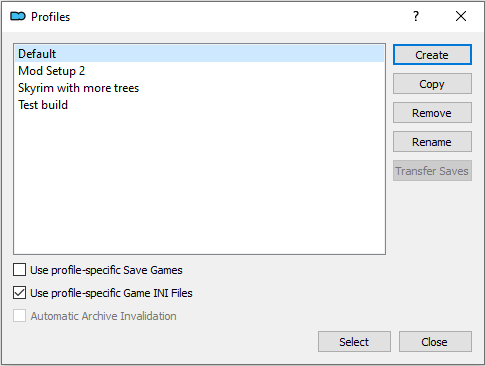 Profiles
Default
Mod Setup 2
Skyrim with more trees
Test build
Create
Copy
Remove
Rename
Transfer Saves
Use profile-specific Save Games
Use profile-specific Game INI Files
Automatic Archive Invalidation
Select
Close